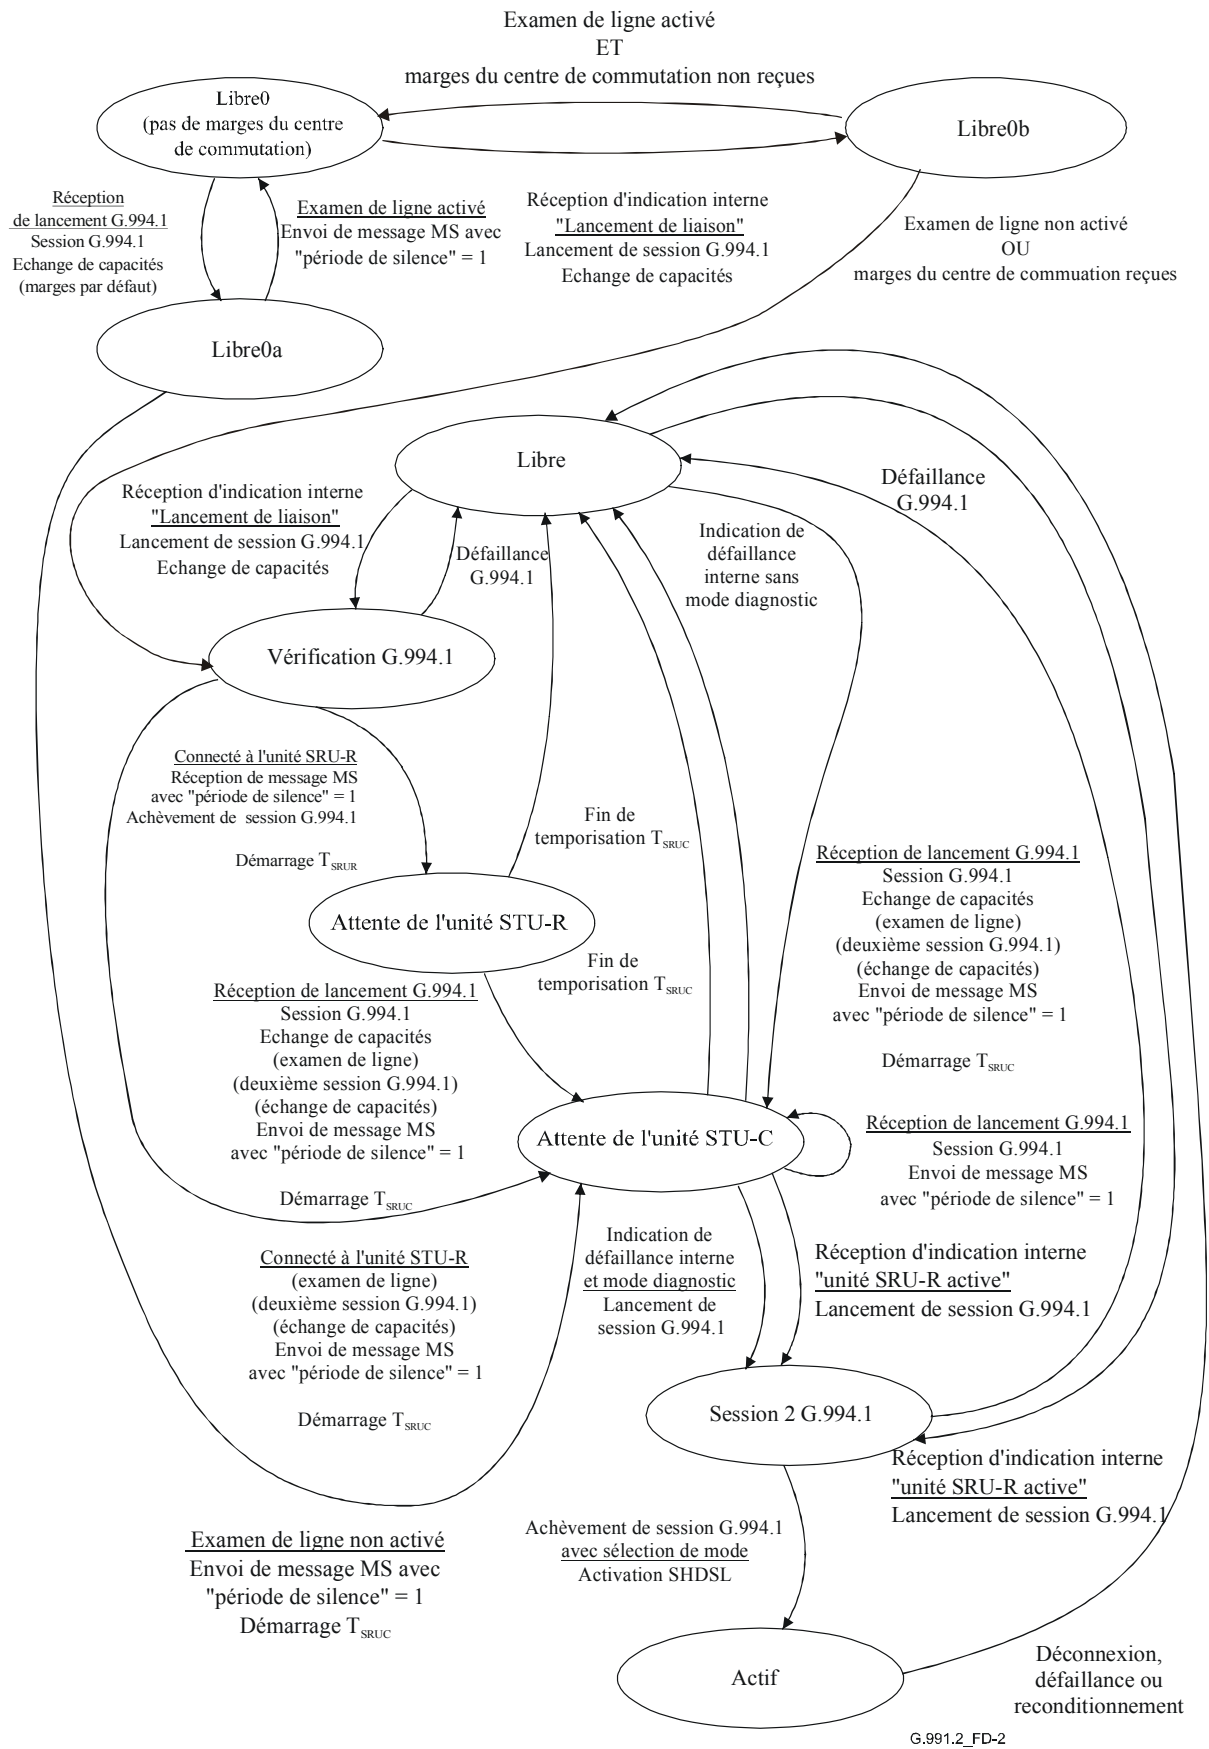 Examen de ligne activé
ET
marges du centre de commutation non reçues
Libre0
(pas de marges du centre
de commutation)
Libre0b
Réception
de lancement G.994.1
Session G.994.1
Echange de capacités
(marges par défaut)
Examen de ligne activé
Envoi de message MS avec
"période de silence" = 1
Réception d'indication interne
"Lancement de liaison"
Lancement de session G.994.1
Echange de capacités
Examen de ligne non activé
OU
marges du centre de commuation reçues
Libre0a
Libre
Défaillance
G.994.1
Réception d'indication interne
"Lancement de liaison"
Lancement de session G.994.1
Echange de capacités
Défaillance
G.994.1
Indication de
défaillance
interne sans
mode diagnostic
Vérification G.994.1
Connecté à l'unité SRU-R
Réception de message MS
avec "période de silence" = 1
Achèvement de session G.994.1
Démarrage TSRUR
Fin de
temporisation TSRUC
Réception de lancement G.994.1
Session G.994.1
Echange de capacités
(examen de ligne)
(deuxième session G.994.1)
(échange de capacités)
Envoi de message MS
avec "période de silence" = 1
Démarrage TSRUC
Attente de l'unité STU-R
Fin de
temporisation TSRUC
Réception de lancement G.994.1
Session G.994.1
Echange de capacités
(examen de ligne)
(deuxième session G.994.1)
(échange de capacités)
Envoi de message MS
avec "période de silence" = 1
Démarrage TSRUC
Attente de l'unité STU-C
Réception de lancement G.994.1
Session G.994.1
Envoi de message MS
avec "période de silence" = 1
Connecté à l'unité STU-R
(examen de ligne)
(deuxième session G.994.1)
(échange de capacités)
Envoi de message MS
avec "période de silence" = 1
Démarrage TSRUC
Indication de
défaillance interne
et mode diagnostic
Lancement de
session G.994.1
Réception d'indication interne
"unité SRU-R active"
Lancement de session G.994.1
Session 2 G.994.1
Réception d'indication interne
"unité SRU-R active"
Lancement de session G.994.1
Examen de ligne non activé
Envoi de message MS avec
"période de silence" = 1
Démarrage TSRUC
Achèvement de session G.994.1
avec sélection de mode
Activation SHDSL
Actif
Déconnexion,
défaillance ou
reconditionnement
G.991.2_FD-2